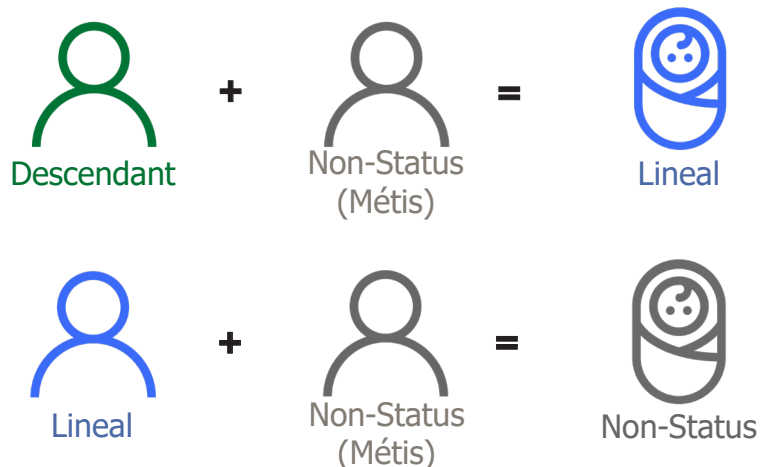 + =
Descendant
Non-Status
(Métis)
Lineal
+ =
Lineal
Non-Status
(Métis)
Non-Status